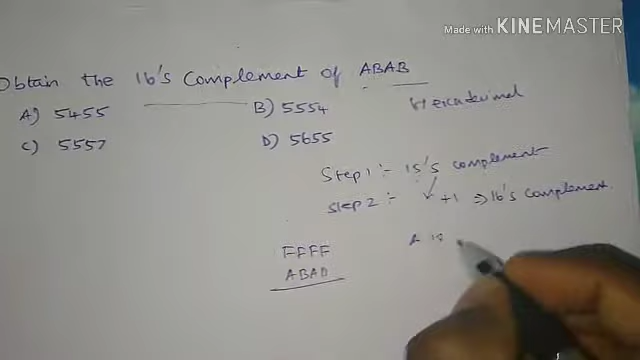 Made with KINEMASTER
Obtain the 16's Complement of ABAB
A) 5455 B) 5554 Hexadecimal
C) 5557 D) 5655
Step 1 :- 15's complement
Step 2 :- +1 => 16's complement.
FFFF
ABAB
A is